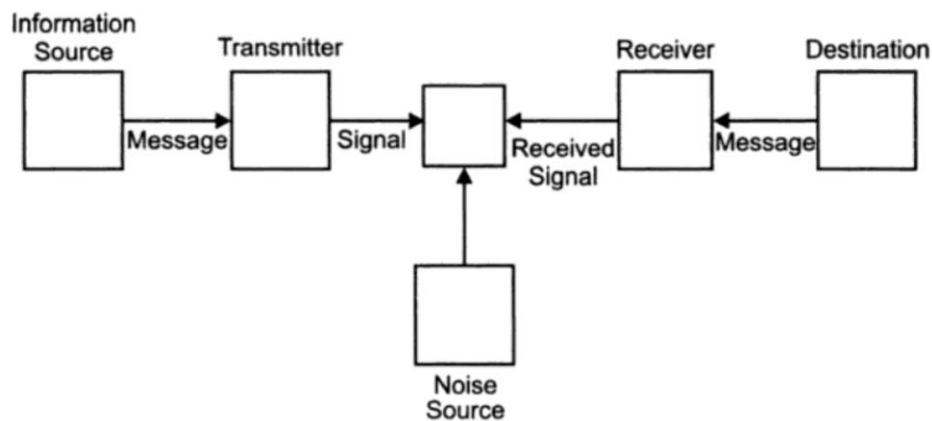 Information
Source
Transmitter
Receiver
Destination
Message
Signal
Received
Signal
Message
Noise
Source